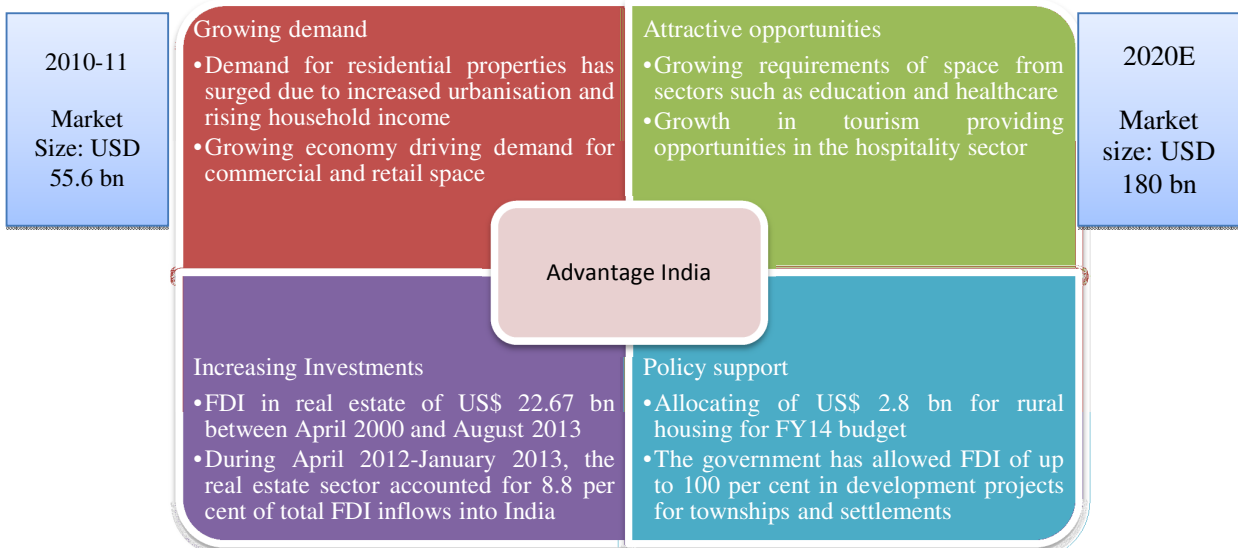 2010-11
Market
Size: USD
55.6 bn
Growing demand
•Demand for residential properties has
surged due to increased urbanisation and
rising household income
•Growing economy driving demand for
commercial and retail space
Attractive opportunities
•Growing requirements of space from
sectors such as education and healthcare
•Growth in tourism providing
opportunities in the hospitality sector
2020E
Market
size: USD
180 bn
Advantage India
Increasing Investments
•FDI in real estate of US$ 22.67 bn
between April 2000 and August 2013
•During April 2012-January 2013, the
real estate sector accounted for 8.8 per
cent of total FDI inflows into India
Policy support
•Allocating of US$ 2.8 bn for rural
housing for FY14 budget
•The government has allowed FDI of up
to 100 per cent in development projects
for townships and settlements